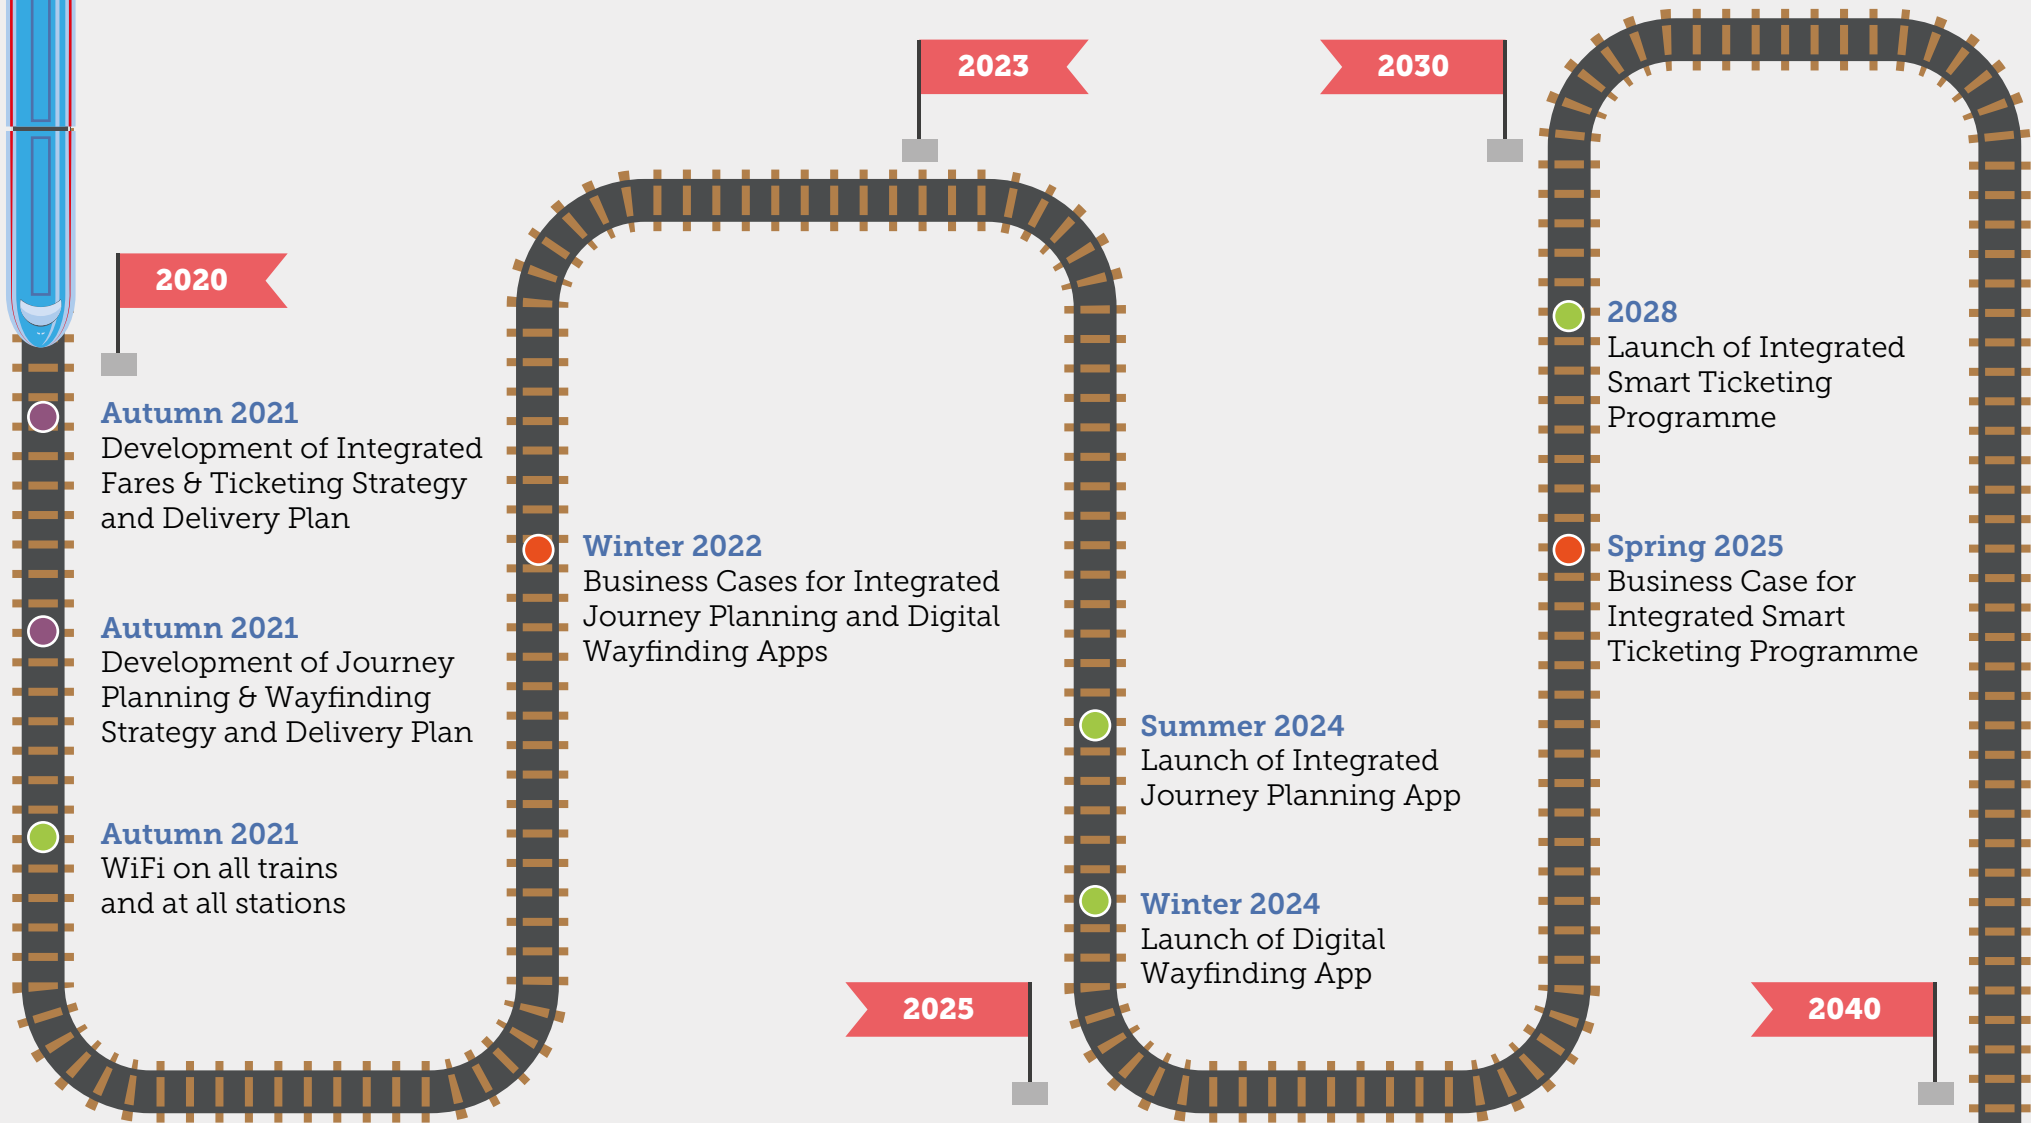 2020
Autumn 2021
Development of Integrated
Fares & Ticketing Strategy
and Delivery Plan
Autumn 2021
Development of Journey
Planning & Wayfinding
Strategy and Delivery Plan
Autumn 2021
WiFi on all trains
and at all stations
Winter 2022
Business Cases for Integrated
Journey Planning and Digital
Wayfinding Apps
2023
Summer 2024
Launch of Integrated
Journey Planning App
Winter 2024
Launch of Digital
Wayfinding App
2025
Spring 2025
Business Case for
Integrated Smart
Ticketing Programme
2028
Launch of Integrated
Smart Ticketing
Programme
2030
2040